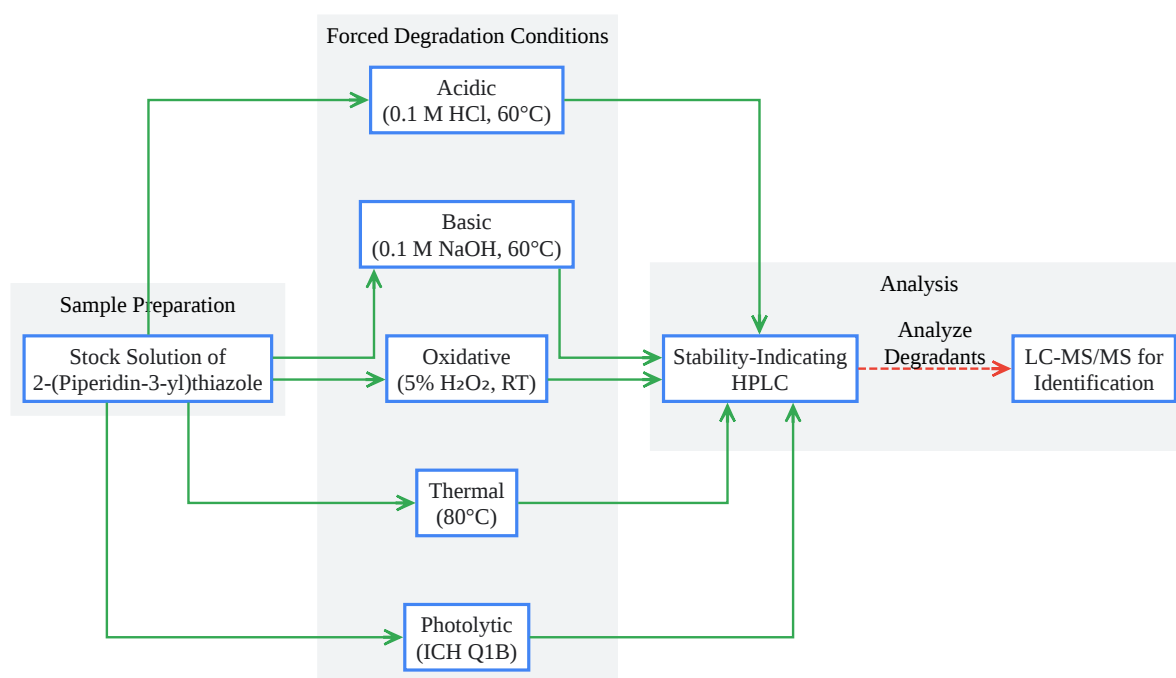 Forced Degradation Conditions
Acidic
(0.1 M HCl, 60°C)
Basic
(0.1 M NaOH, 60°C)
Sample Preparation
Stock Solution of
2-(Piperidin-3-yl)thiazole
Oxidative
(5% H₂O₂, RT)
Thermal
(80°C)
Photolytic
(ICH Q1B)
Analysis
Stability-Indicating
HPLC
Analyze
Degradants
LC-MS/MS for
Identification